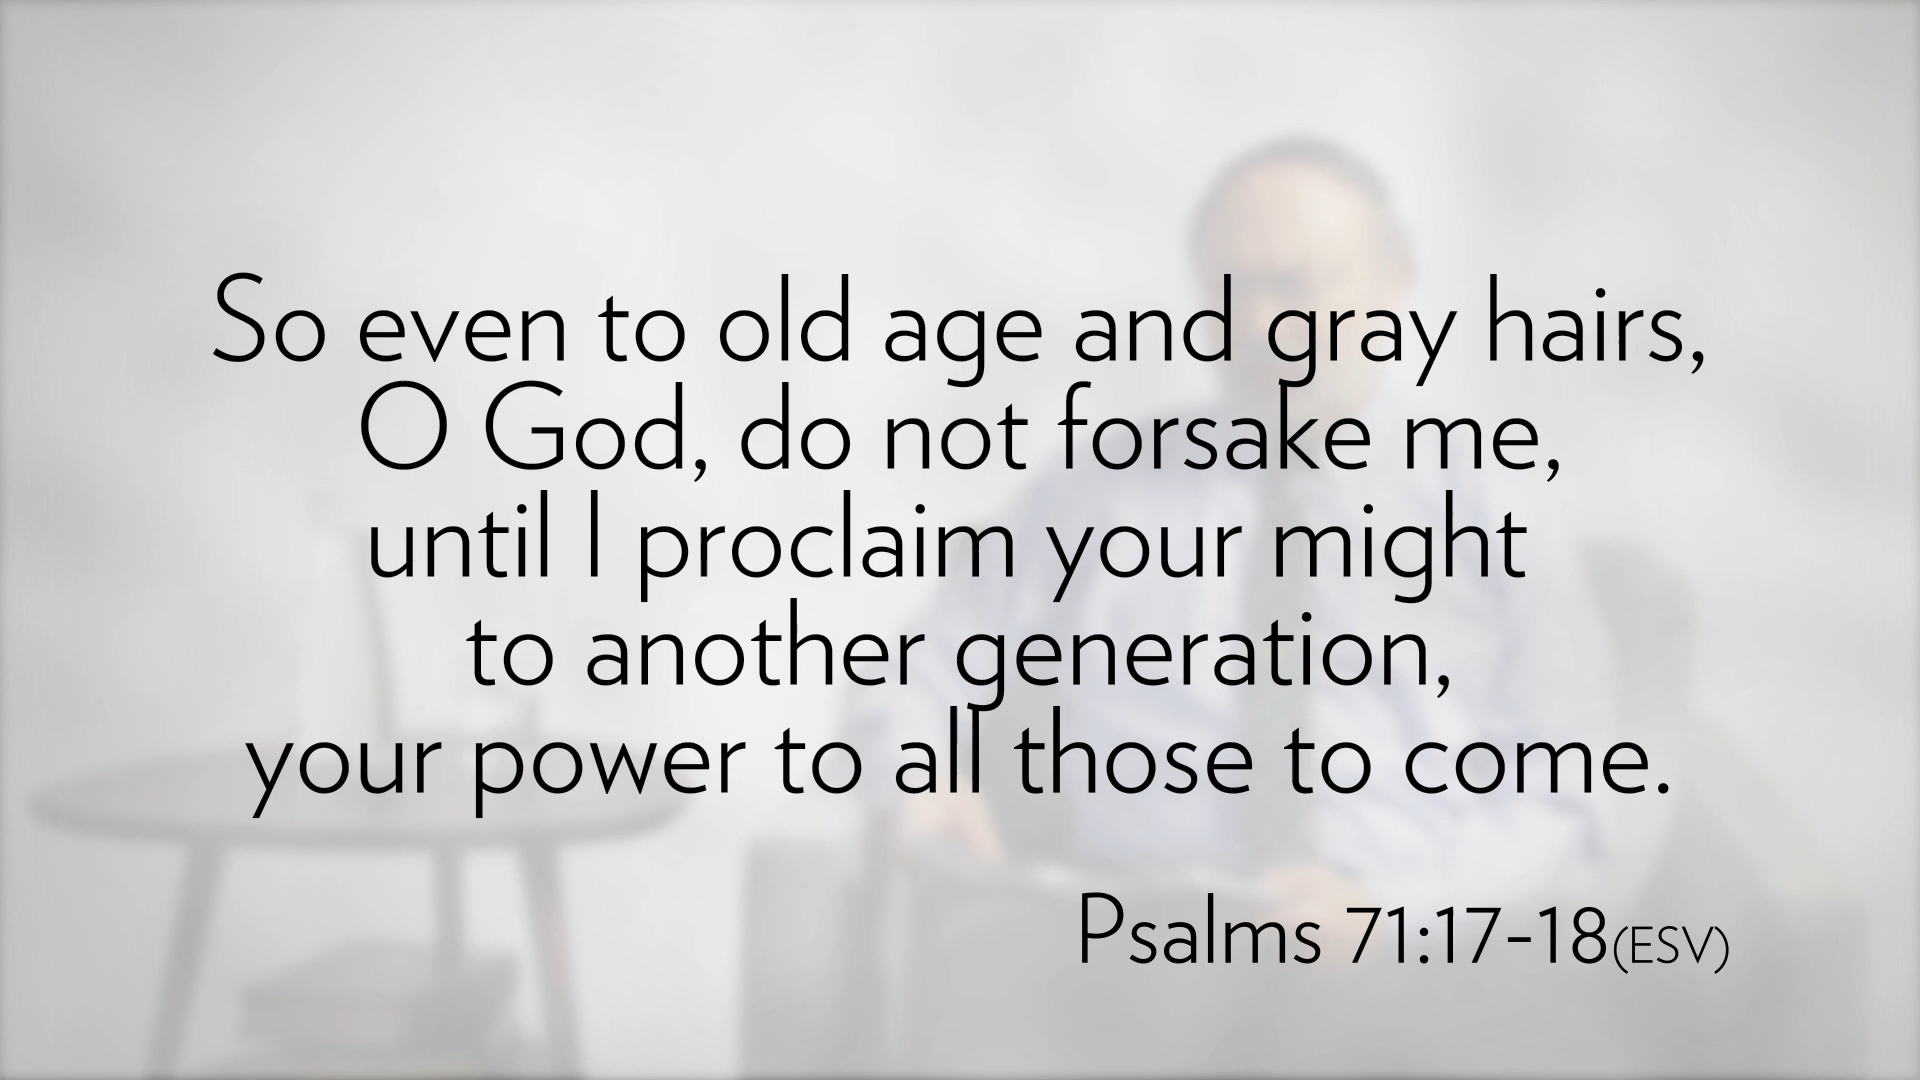 So even to old age and gray hairs,
O God, do not forsake me,
until I proclaim your might
to another generation,
your power to all those to come.
Psalms 71:17-18(ESV)